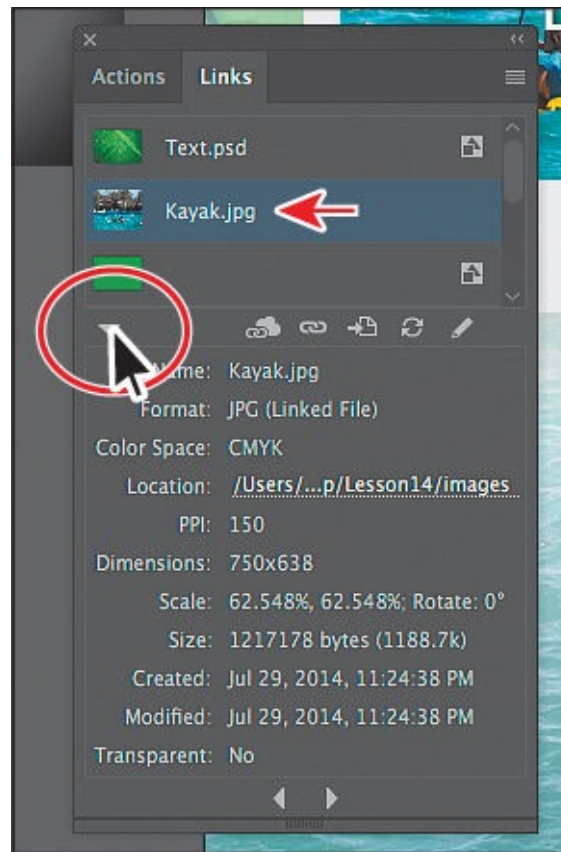 Actions Links
Text.psd
Kayak.jpg
Name: Kayak.jpg
Format: JPG (Linked File)
Color Space: CMYK
Location: /Users/...p/Lesson14/images
PPI: 150
Dimensions: 750x638
Scale: 62.548%, 62.548%; Rotate: 0°
Size: 1217178 bytes (1188.7k)
Created: Jul 29, 2014, 11:24:38 PM
Modified: Jul 29, 2014, 11:24:38 PM
Transparent: No